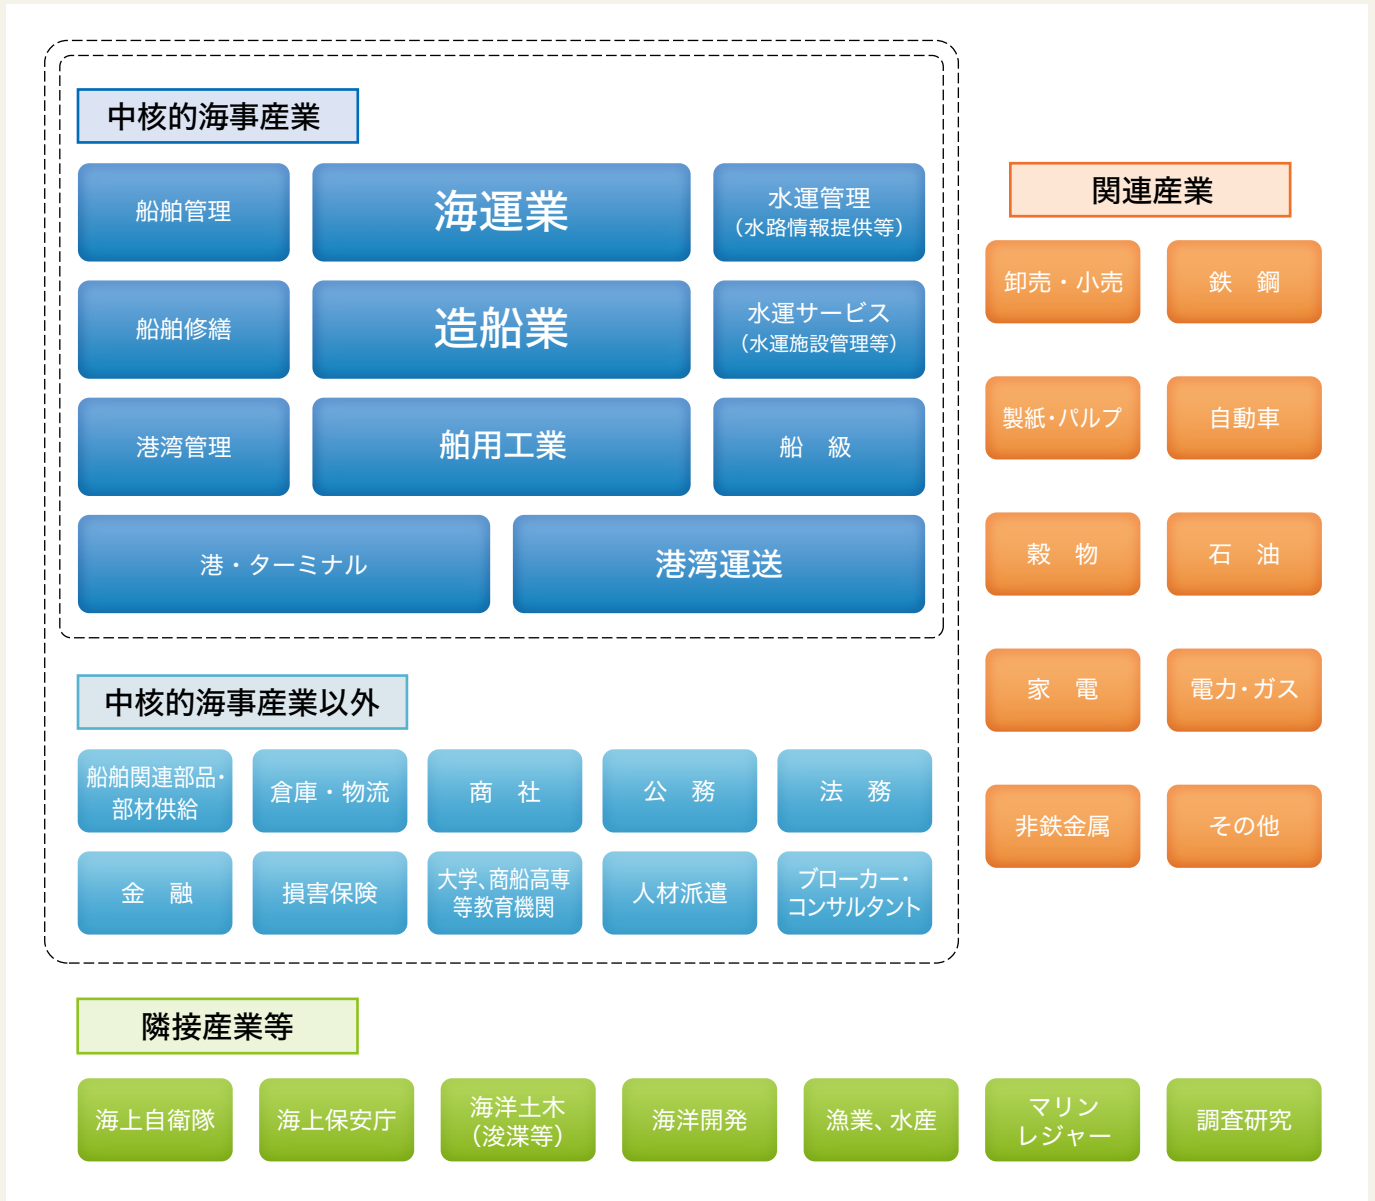 中核的海事産業
船舶管理
海運業
水運管理
（水路情報提供等）
船舶修繕
造船業
水運サービス
（水運施設管理等）
港湾管理
舶用工業
船　級
港・ターミナル
港湾運送
中核的海事産業以外
船舶関連部品・
部材供給
倉庫・物流
商　社
公　務
法　務
金　融
損害保険
大学、商船高専
等教育機関
人材派遣
ブローカー・
コンサルタント
関連産業
卸売・小売
鉄　鋼
製紙・パルプ
自動車
穀　物
石　油
家　電
電力・ガス
非鉄金属
その他
隣接産業等
海上自衛隊
海上保安庁
海洋土木
（浚渫等）
海洋開発
漁業、水産
マリン
レジャー
調査研究